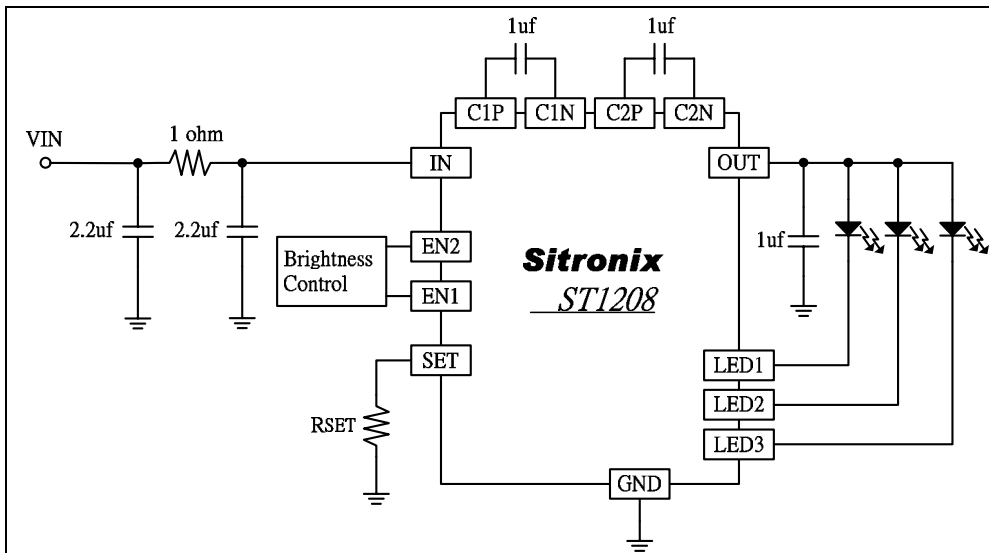 1uf 1uf
C1P C1N C2P C2N
VIN 1 ohm
IN OUT
2.2uf 2.2uf
1uf
EN2
Brightness
Control
EN1
Sitronix
ST1208
SET
LED1
LED2
LED3
RSET
GND